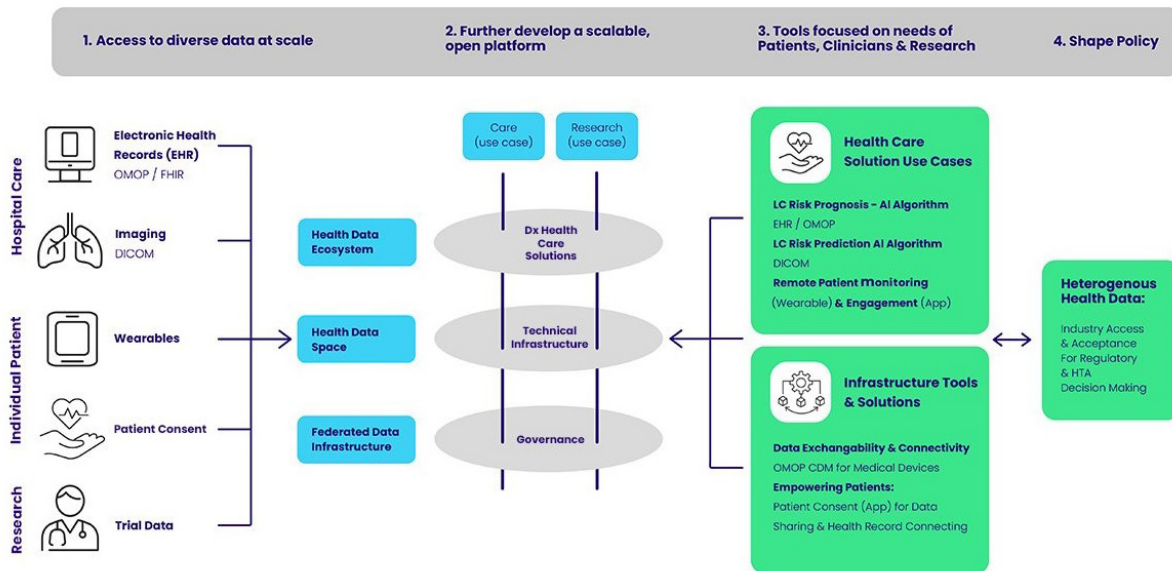 1. Access to diverse data at scale
2. Further develop a scalable,
open platform
3. Tools focused on needs of
Patients, Clinicians & Research
4. Shape Policy
Hospital Care
Electronic Health
Records (EHR)
OMOP / FHIR
Imaging
DICOM
Individual Patient
Wearables
Patient Consent
Research
Trial Data
Health Data
Ecosystem
Health Data
Space
Federated Data
Infrastructure
Care
(use case)
Research
(use case)
Dx Health
Care
Solutions
Technical
Infrastructure
Governance
Health Care
Solution Use Cases
LC Risk Prognosis - AI Algorithm
EHR / OMOP
LC Risk Prediction AI Algorithm
DICOM
Remote Patient monitoring
(Wearable) & Engagement (App)
Infrastructure Tools
& Solutions
Data Exchangability & Connectivity
OMOP CDM for Medical Devices
Empowering Patients:
Patient Consent (App) for Data
Sharing & Health Record Connecting
Heterogenous
Health Data:
Industry Access
& Acceptance
For Regulatory
& HTA
Decision Making